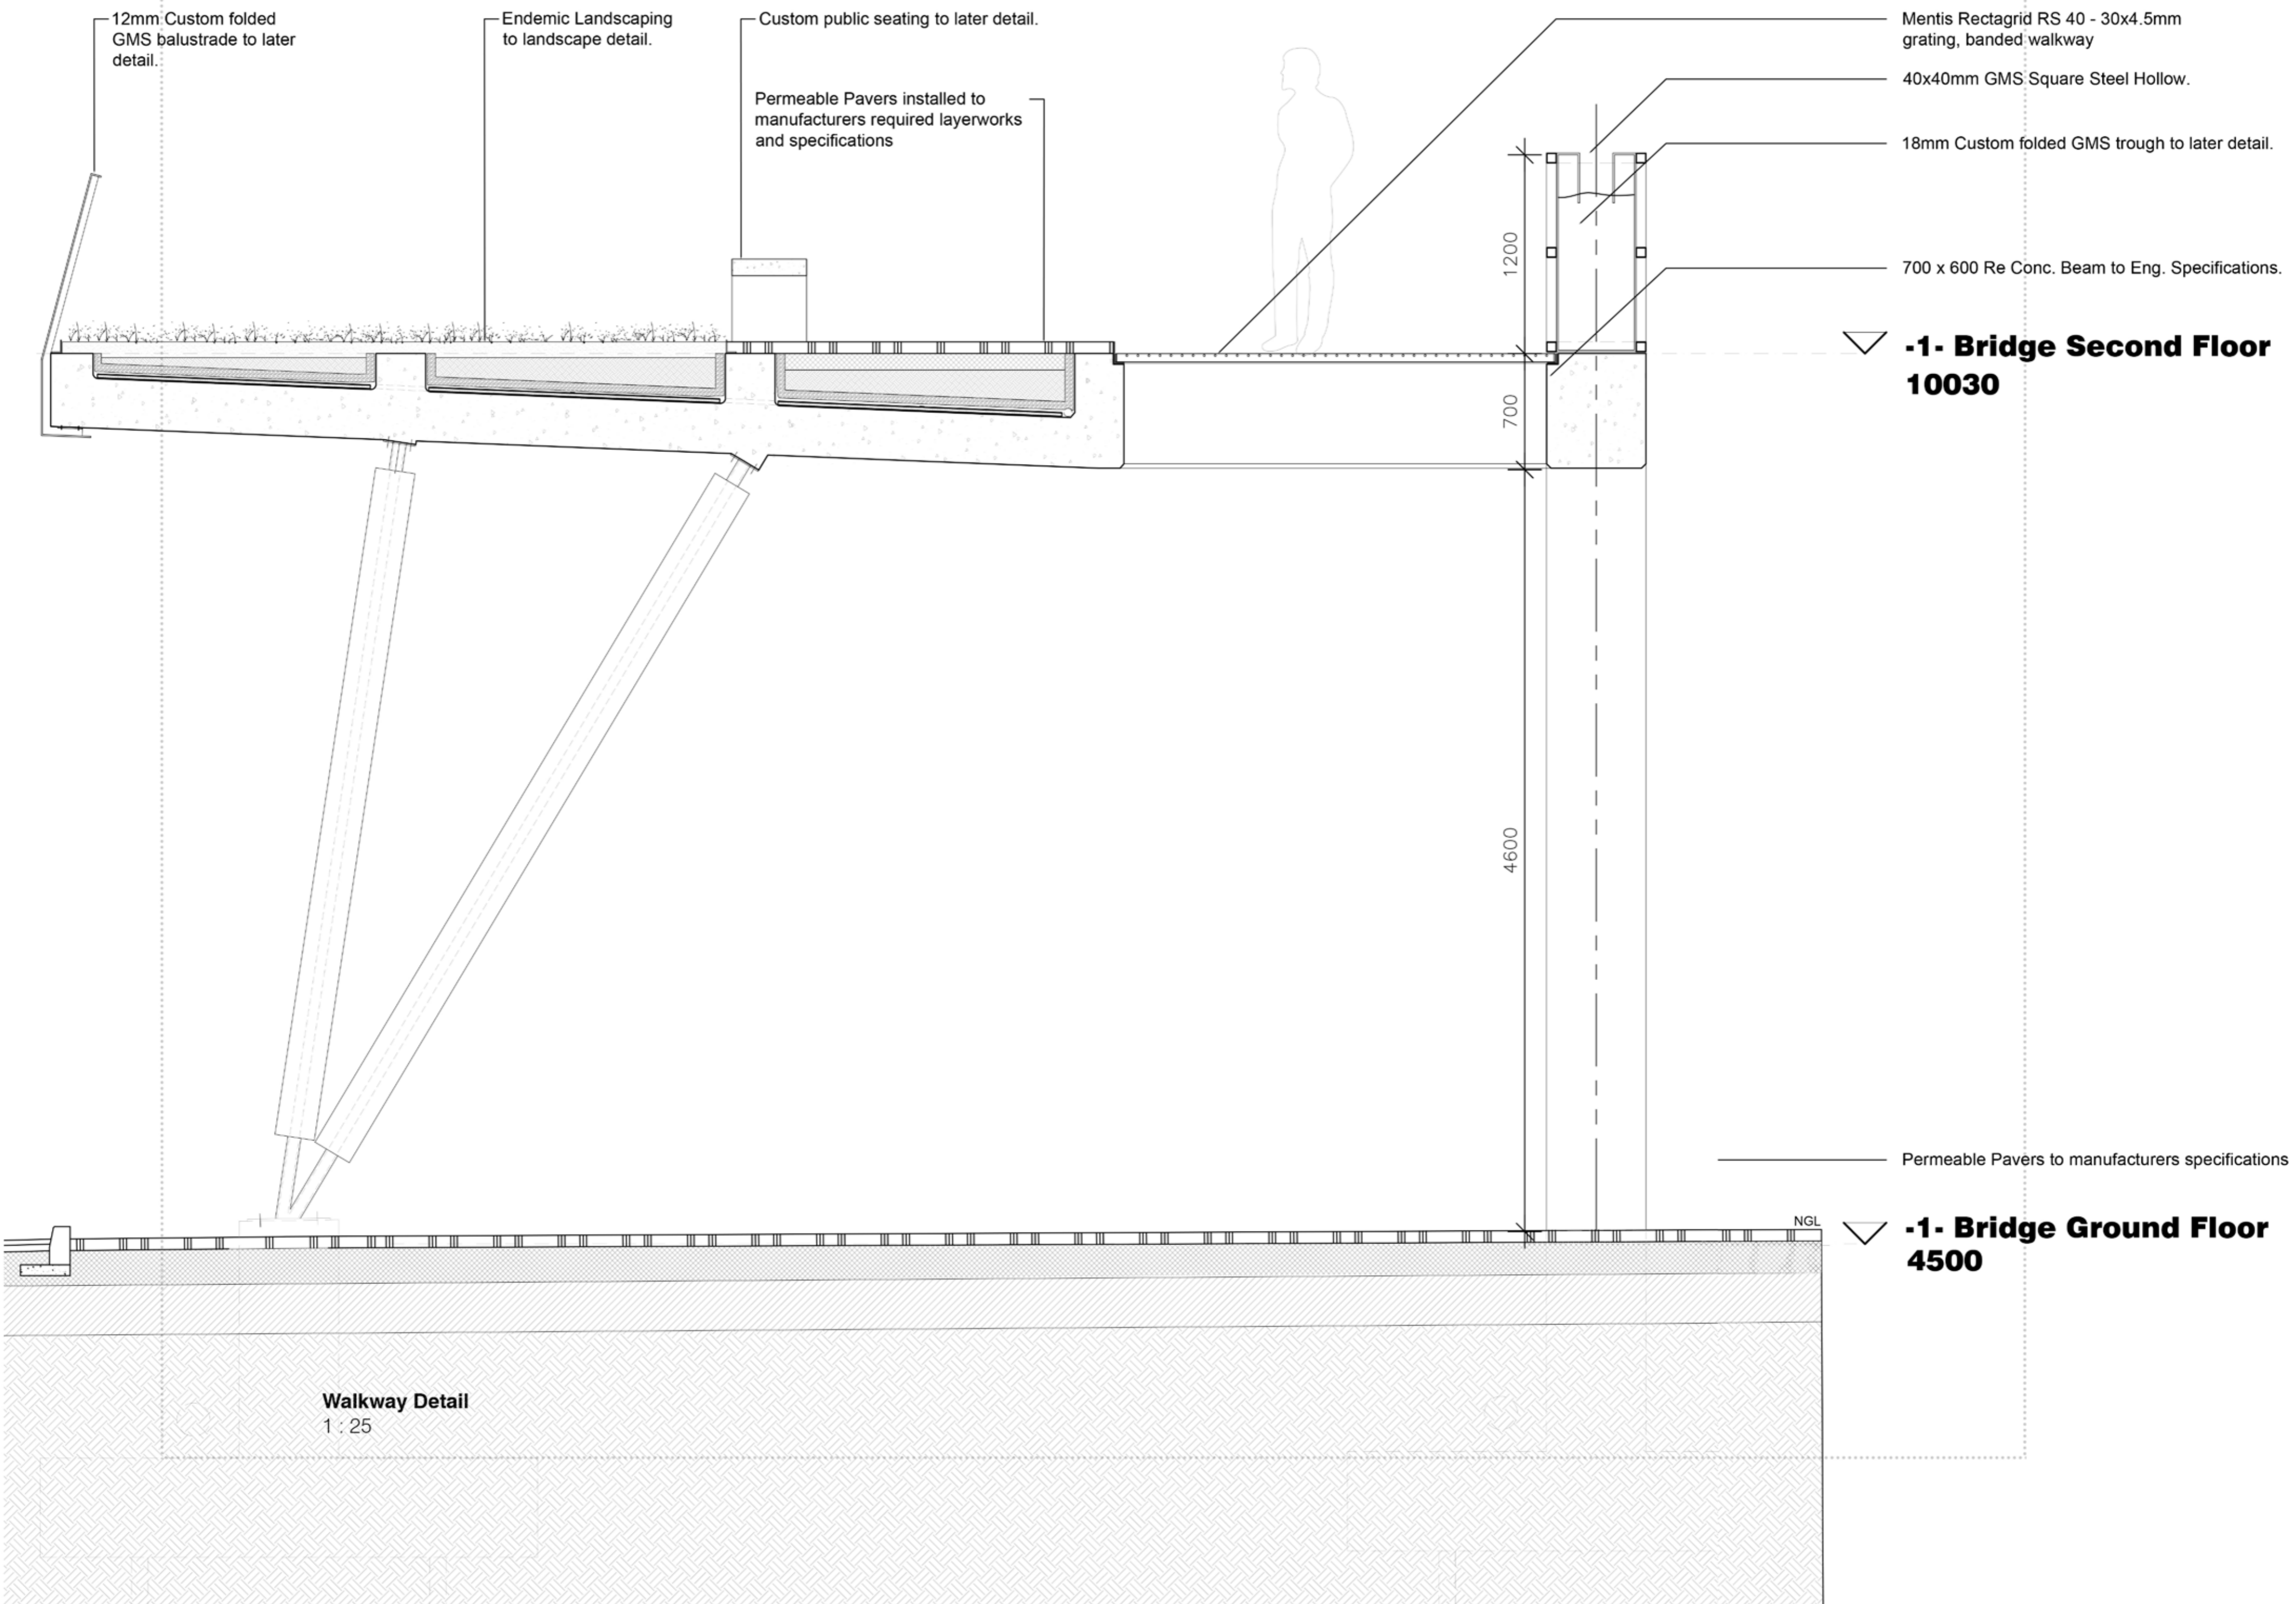 12mm Custom folded
GMS balustrade to later
detail.
Endemic Landscaping
to landscape detail.
Custom public seating to later detail.
Permeable Pavers installed to
manufacturers required layerworks
and specifications
Mentis Rectagrid RS 40 - 30x4.5mm
grating, banded walkway
40x40mm GMS Square Steel Hollow.
18mm Custom folded GMS trough to later detail.
700 x 600 Re Conc. Beam to Eng. Specifications.
1200
-1- Bridge Second Floor
10030
700
4600
Permeable Pavers to manufacturers specifications
NGL
-1- Bridge Ground Floor
4500
Walkway Detail
1 : 25